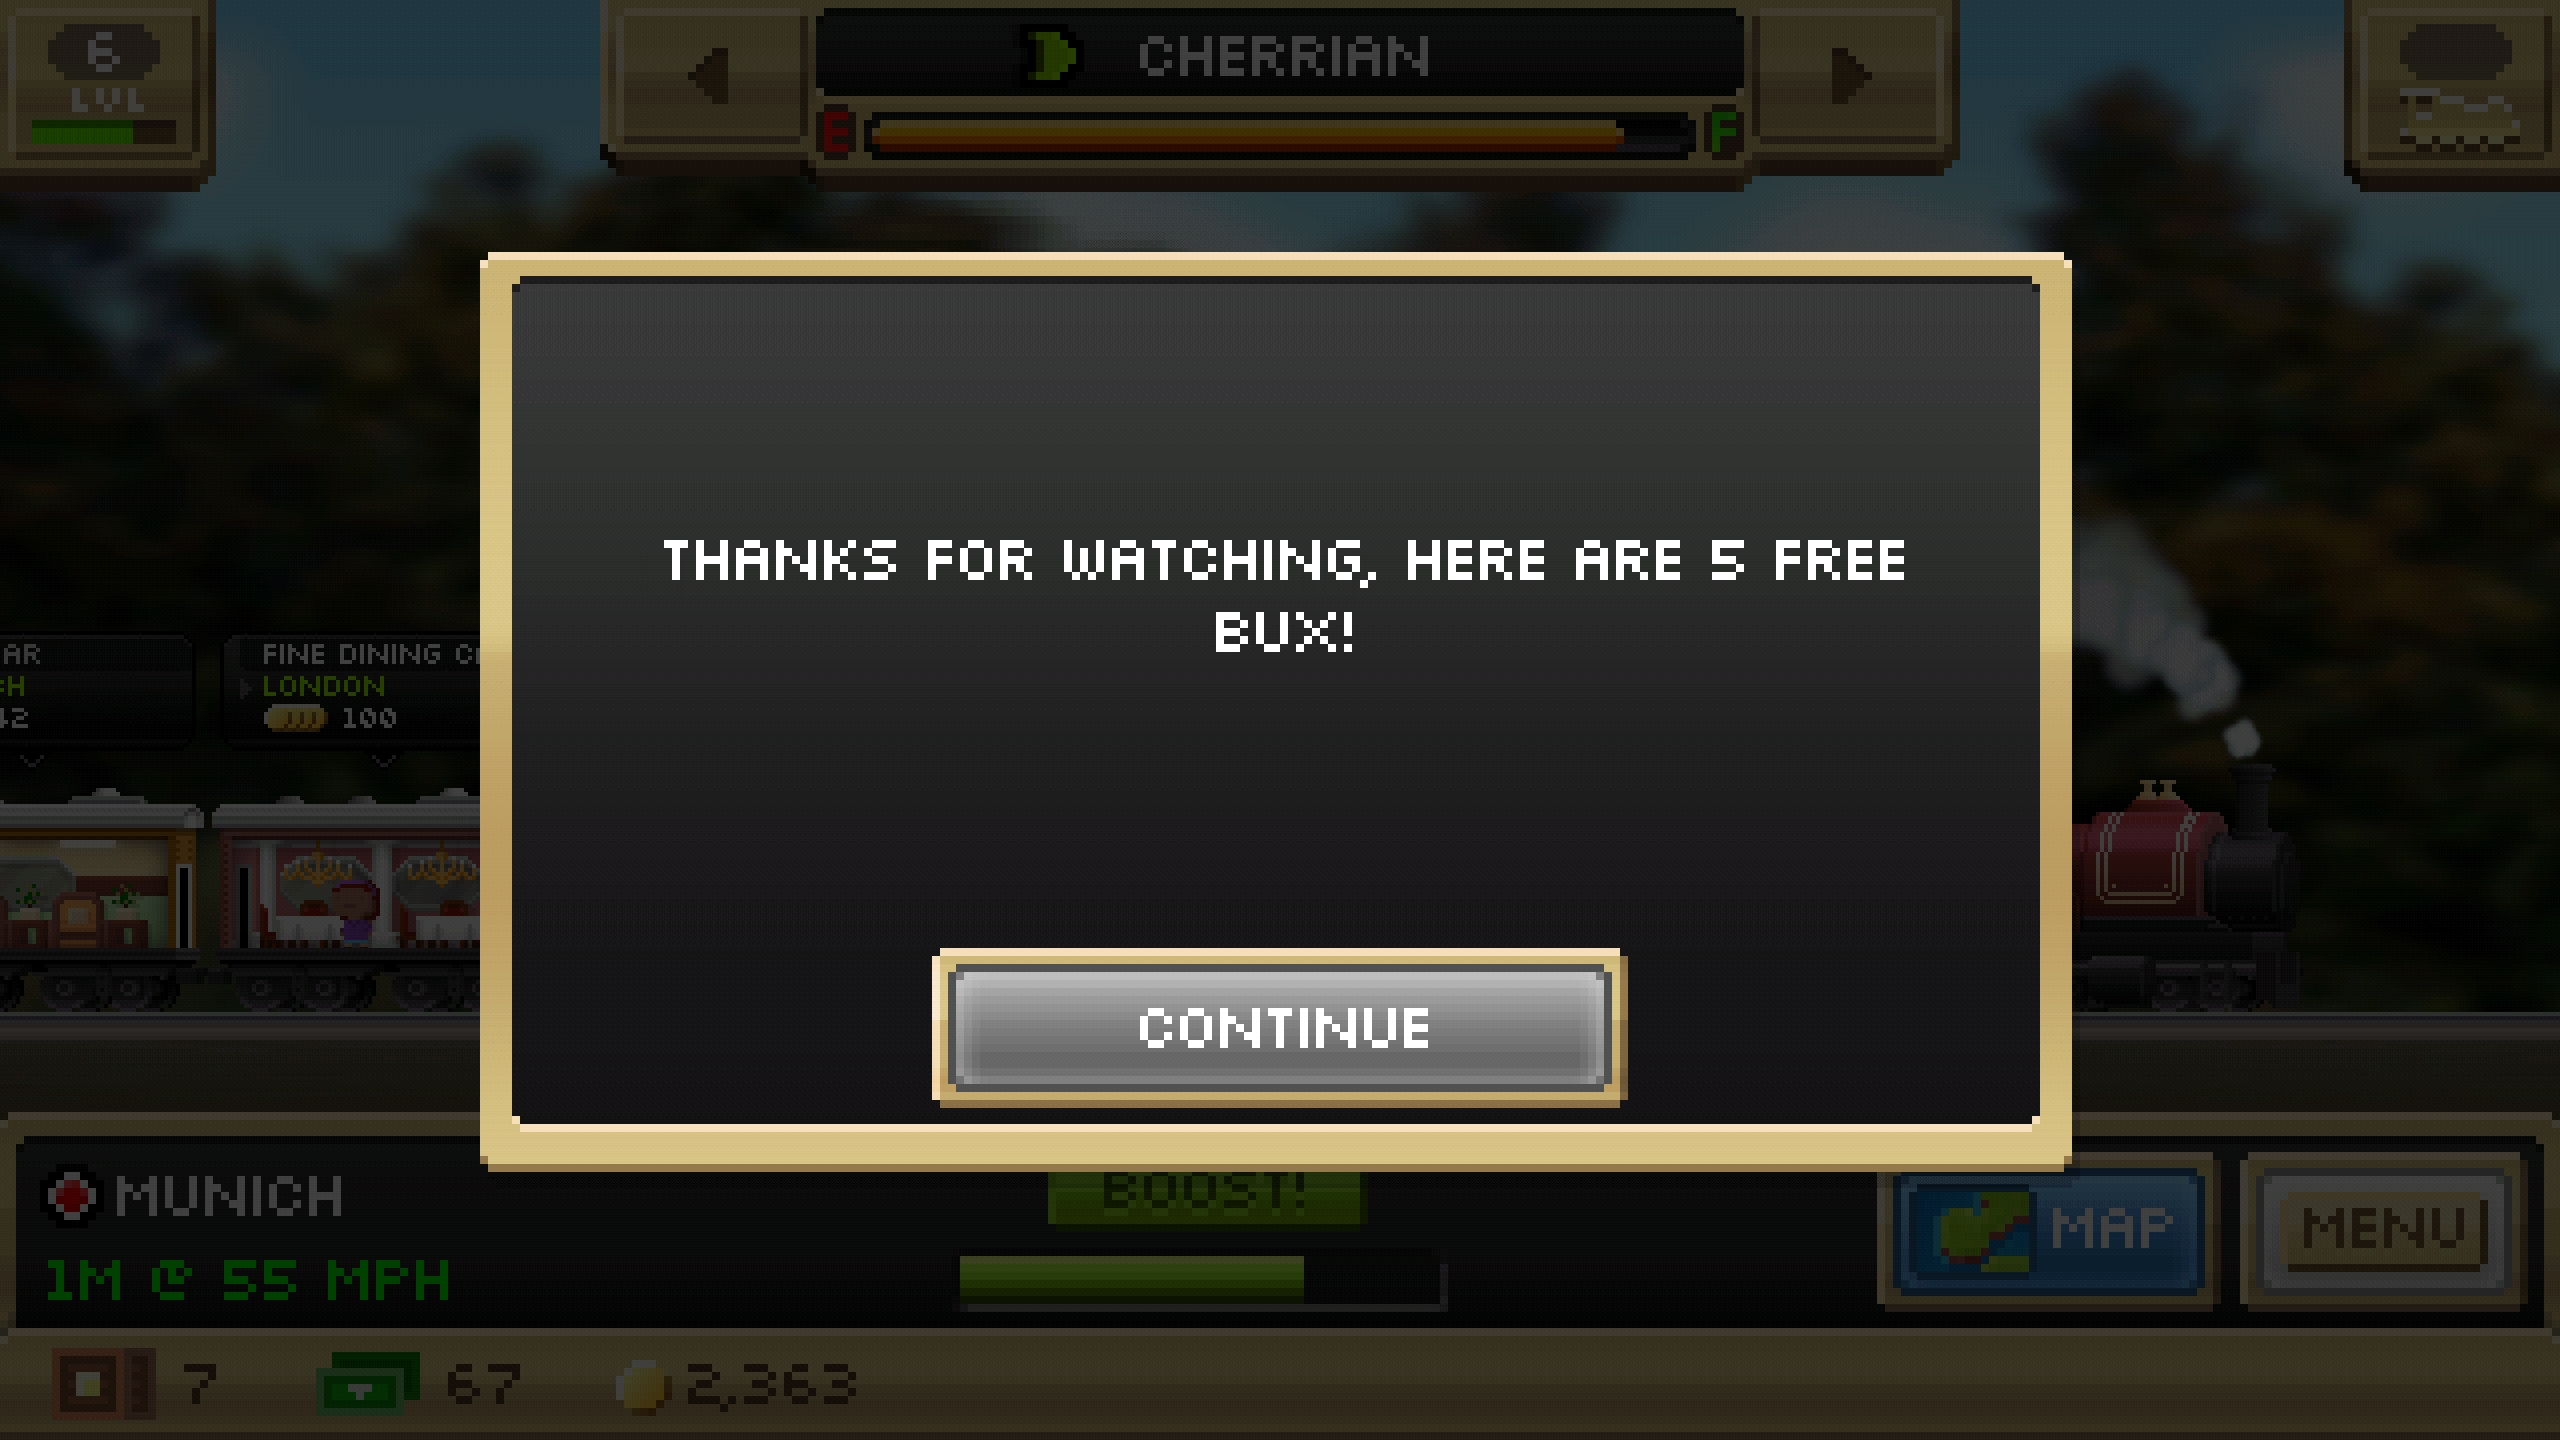 6
LVL
CHERRIAN
E
F
THANKS FOR WATCHING, HERE ARE 5 FREE
BUX!
AR
FINE DINING
LONDON
100
CONTINUE
MUNICH
1M @ 55 MPH
BOOST!
MAP
MENU
7
67
2,363